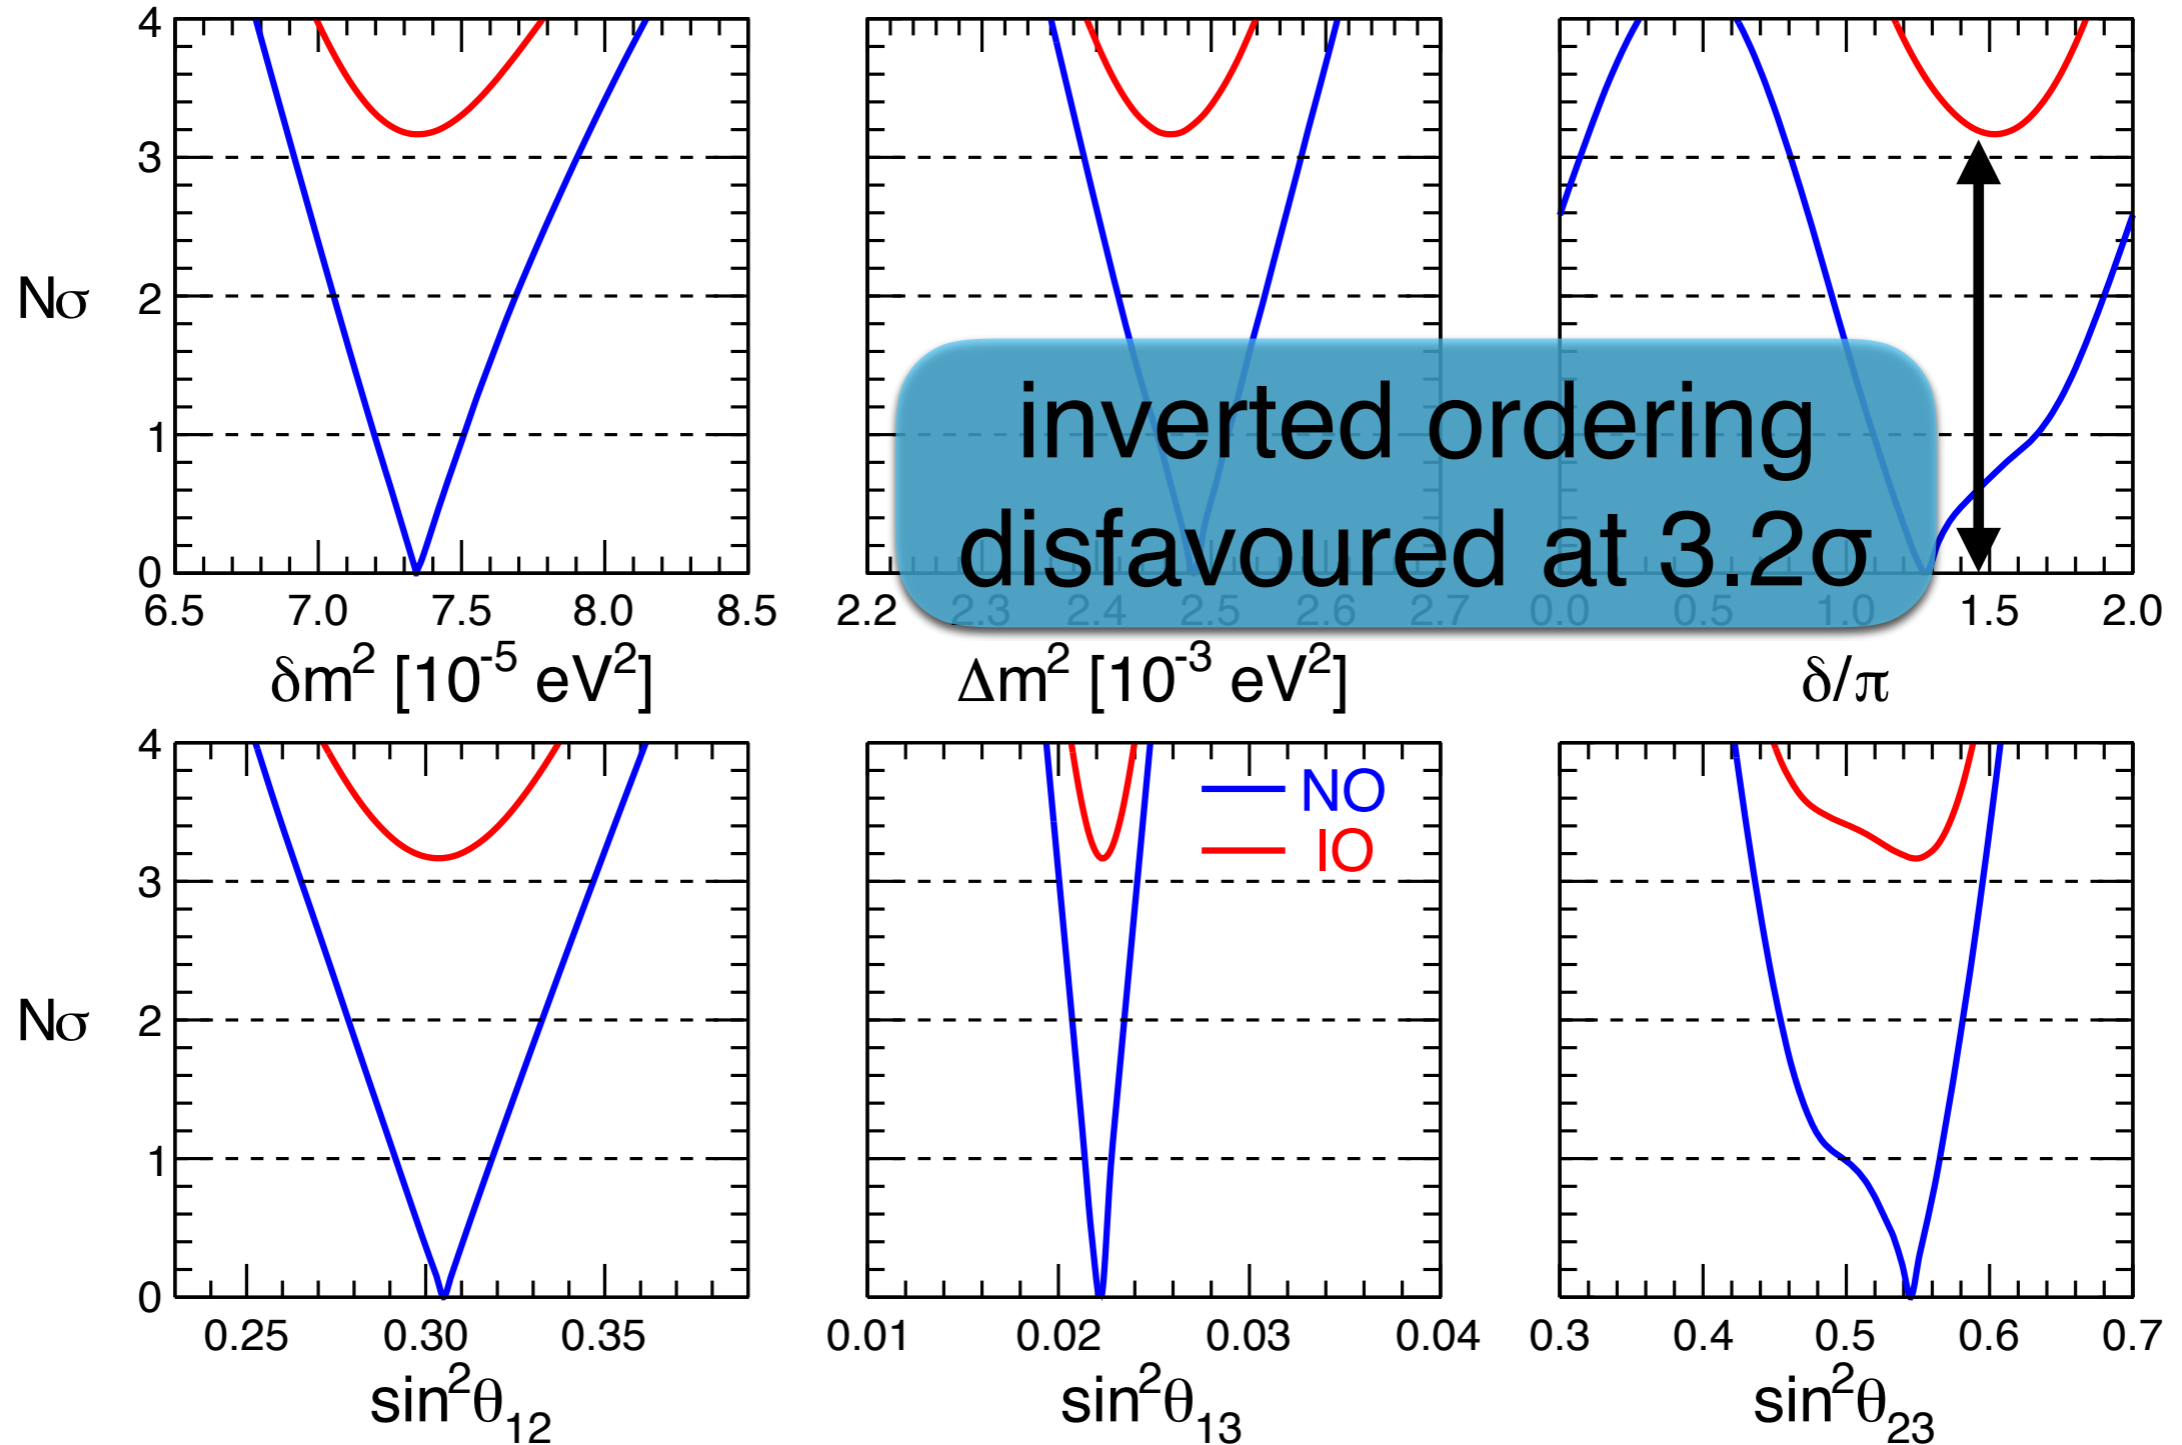 4
3
Nσ
2
1
0
6.5 7.0 7.5 8.0 8.5
δm² [10⁻⁵ eV²]
inverted ordering
disfavoured at 3.2σ
2.2 2.3 2.4 2.5 2.6 2.7
Δm² [10⁻³ eV²]
0.0 0.5 1.0 1.5 2.0
δ/π
4
3
Nσ
2
1
0
0.25 0.30 0.35
sin²θ₁₂
NO
IO
0.01 0.02 0.03 0.04
sin²θ₁₃
0.3 0.4 0.5 0.6 0.7
sin²θ₂₃